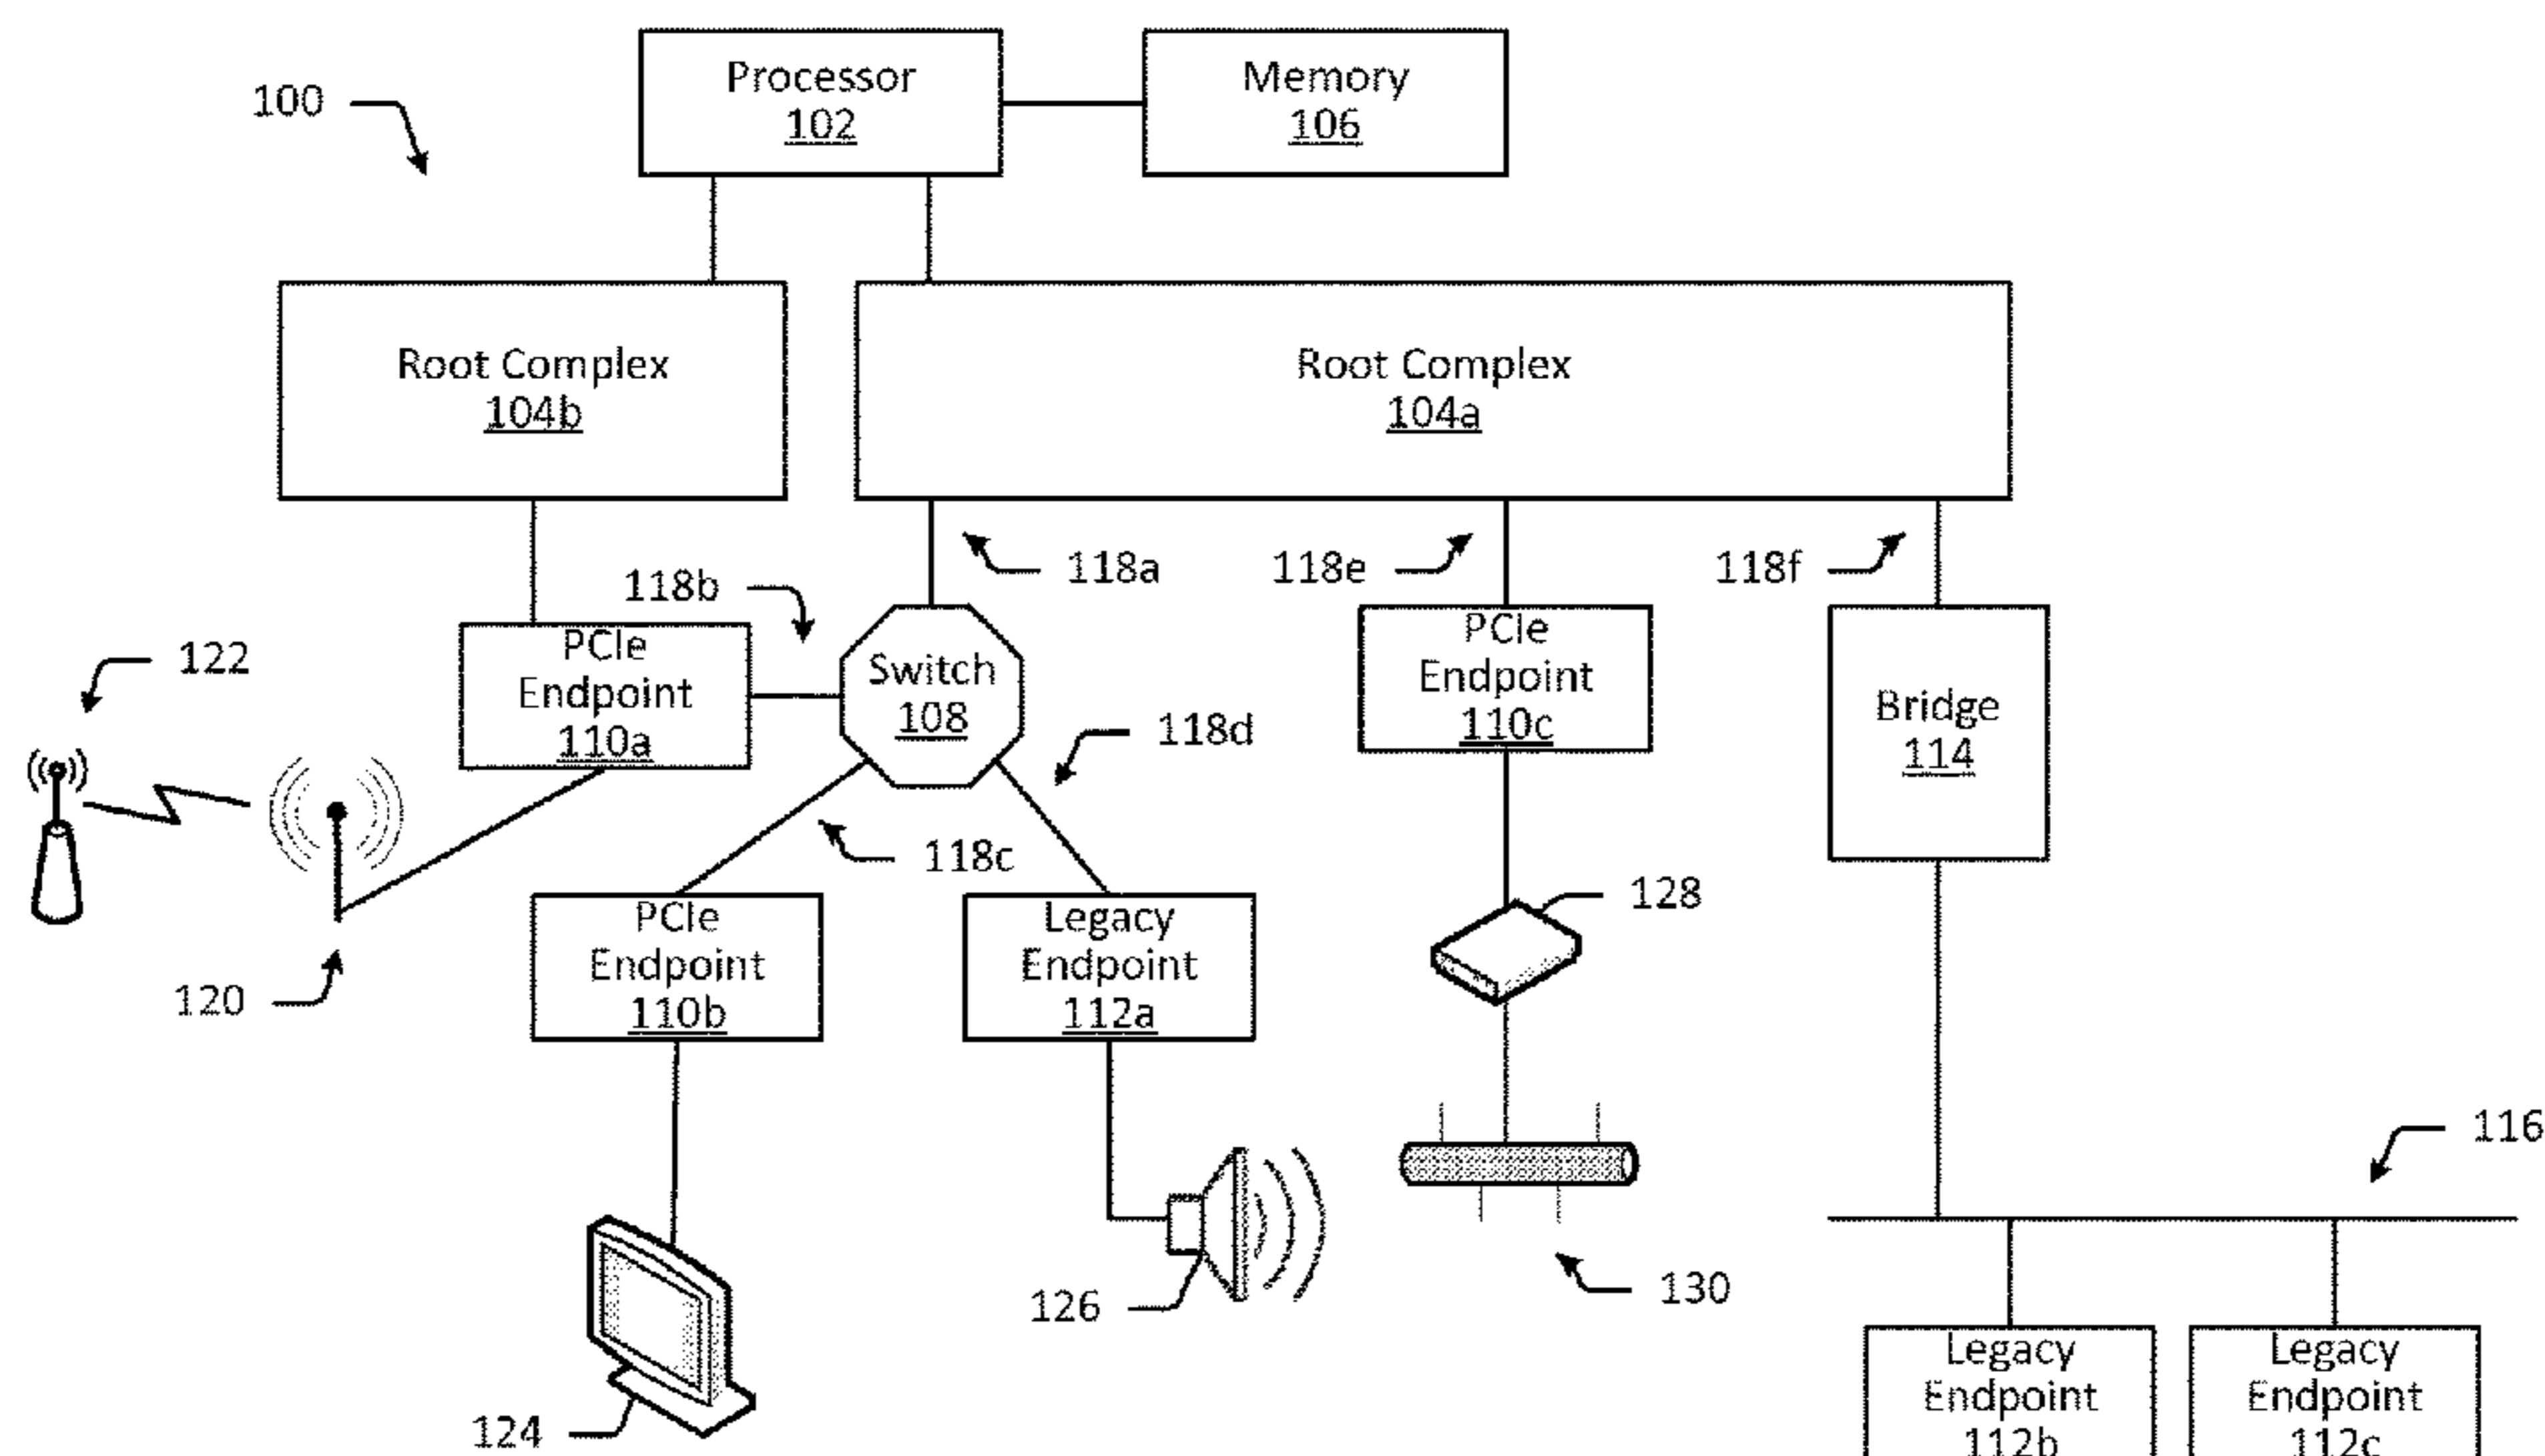 Processor
102
Memory
106
100
Root Complex
104b
Root Complex
104a
118a
118e
118f
118b
122
PCIe
Endpoint
110a
Switch
108
118d
PCIe
Endpoint
110c
Bridge
114
118c
128
120
PCIe
Endpoint
110b
Legacy
Endpoint
112a
116
126
130
124
Legacy
Endpoint
112b
Legacy
Endpoint
112c